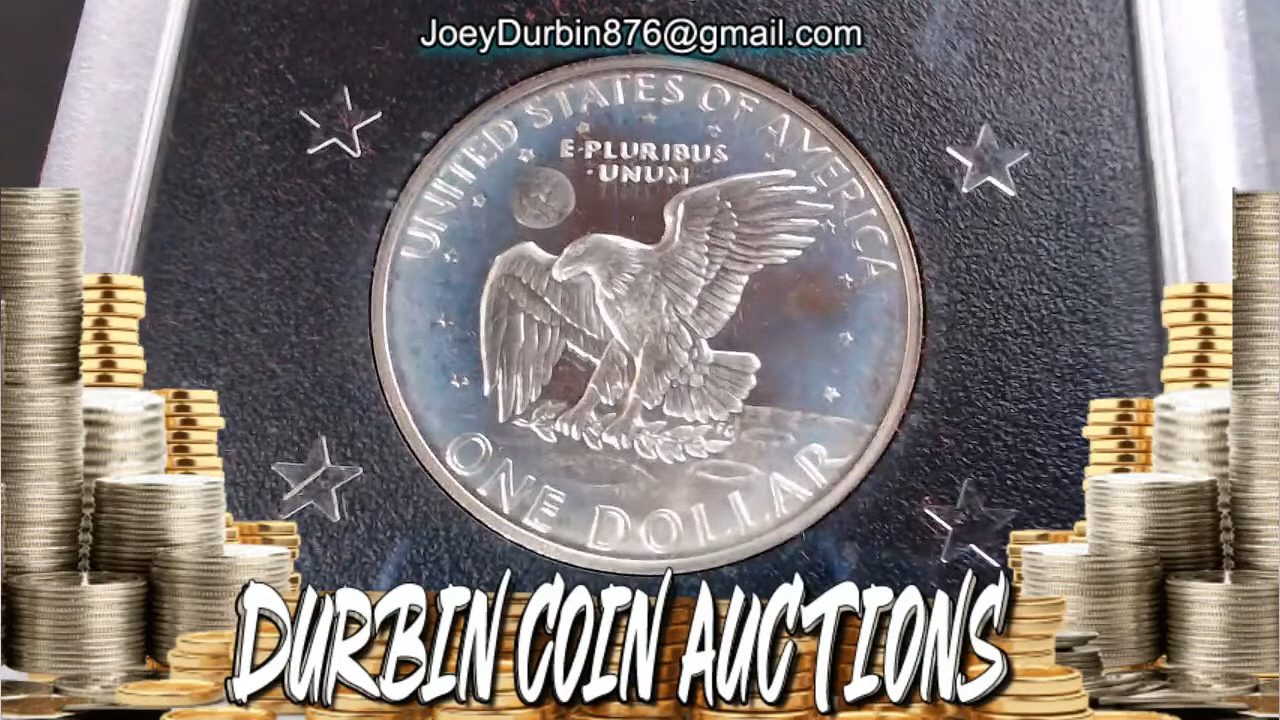 JoeyDurbin876@gmail.com
UNITED STATES OF AMERICA
E·PLURIBUS
·UNUM
ONE DOLLAR
DURBIN COIN AUCTIONS